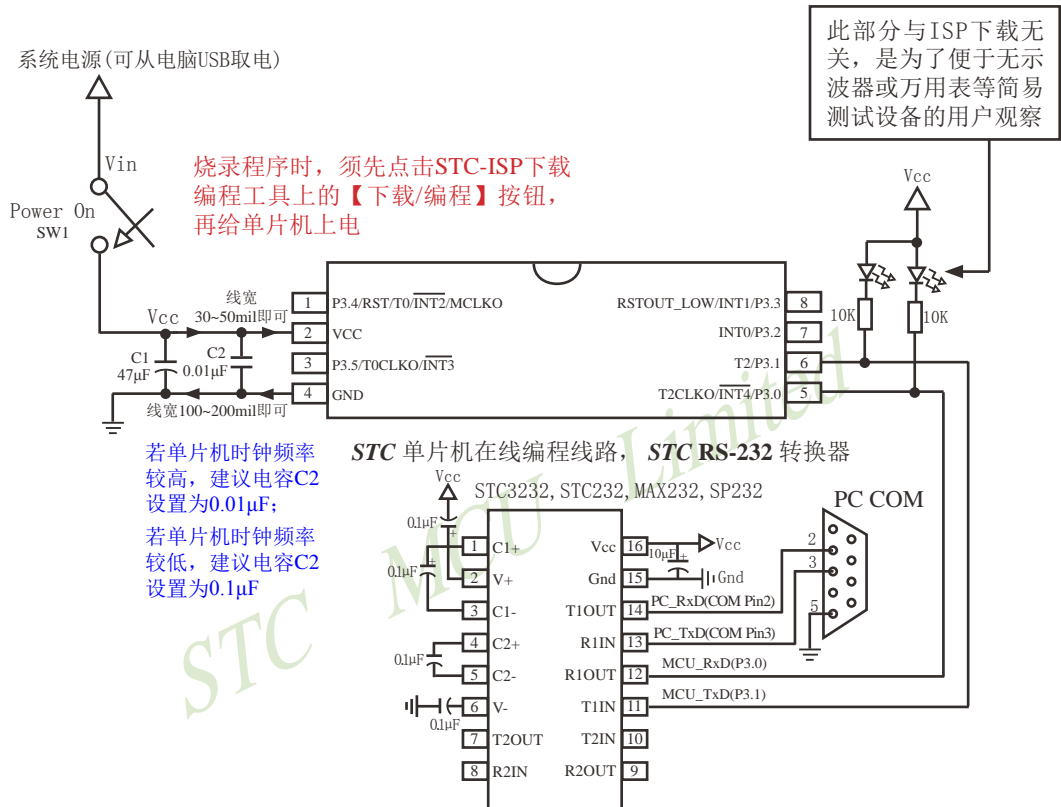 系统电源(可从电脑USB取电)
Vin
Power On
SW1
烧录程序时，须先点击STC-ISP下载
编程工具上的【下载/编程】按钮，
再给单片机上电
此部分与ISP下载无
关，是为了便于无示
波器或万用表等简易
测试设备的用户观察
Vcc
10K
10K
Vcc
线宽
30~50mil即可
C1
47μF
C2
0.01μF
线宽100~200mil即可
1 P3.4/RST/T0/INT2/MCLKO
2 VCC
3 P3.5/T0CLKO/INT3
4 GND
RSTOUT_LOW/INT1/P3.3 8
INT0/P3.2 7
T2/P3.1 6
T2CLKO/INT4/P3.0 5
若单片机时钟频率
较高，建议电容C2
设置为0.01μF；
若单片机时钟频率
较低，建议电容C2
设置为0.1μF
STC 单片机在线编程线路， STC RS-232 转换器
STC3232, STC232, MAX232, SP232
Vcc
0.1μF
+
0.1μF
+
0.1μF
0.1μF
1 C1+
2 V+
3 C1-
4 C2+
5 C2-
6 V-
7 T2OUT
8 R2IN
Vcc 16
Gnd 15
T1OUT 14
R1IN 13
R1OUT 12
T1IN 11
T2IN 10
R2OUT 9
10μF
+
Vcc
Gnd
PC_RxD(COM Pin2)
PC_TxD(COM Pin3)
MCU_RxD(P3.0)
MCU_TxD(P3.1)
PC COM
2
3
5
STC MCU Limited